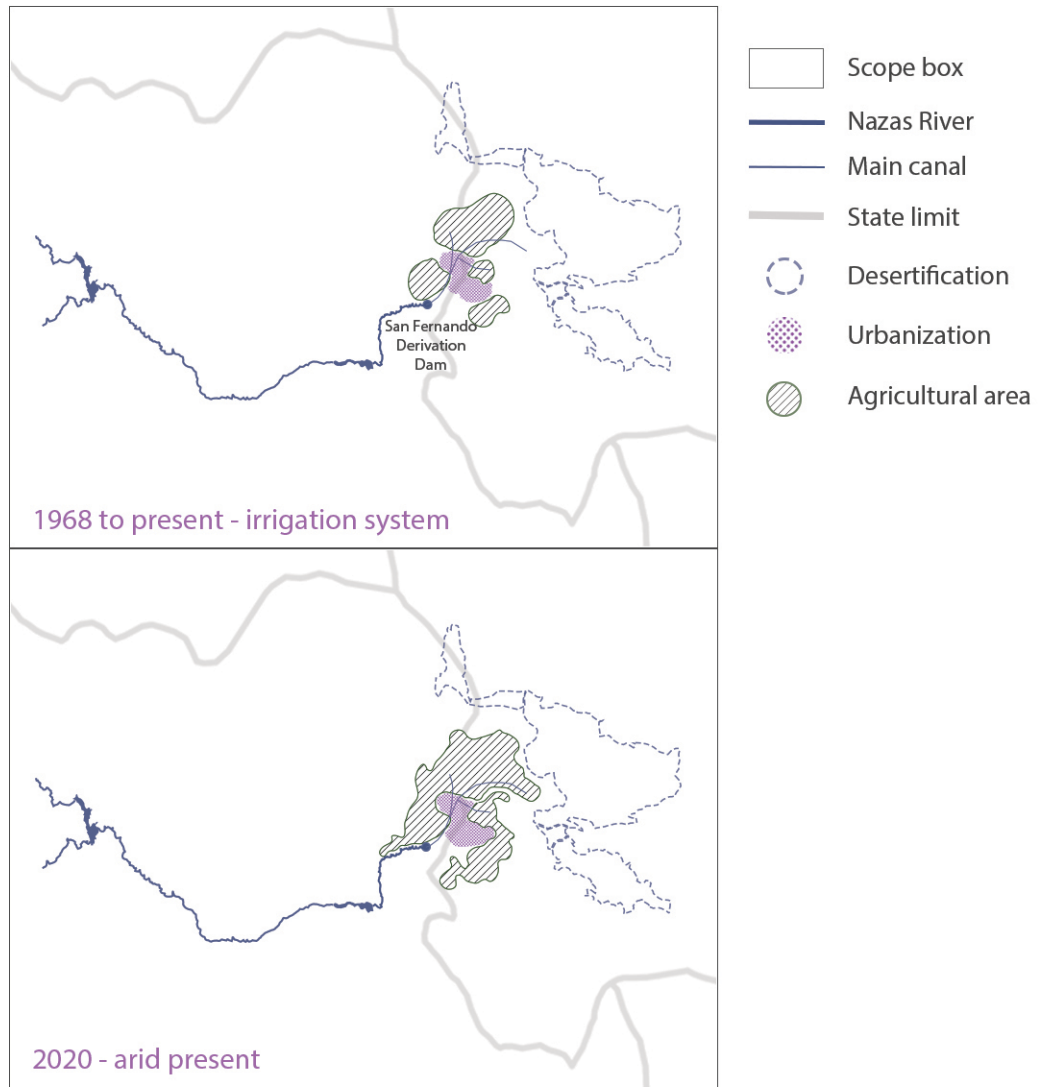 San Fernando
Derivation
Dam
1968 to present - irrigation system
2020 - arid present
Scope box
Nazas River
Main canal
State limit
Desertification
Urbanization
Agricultural area